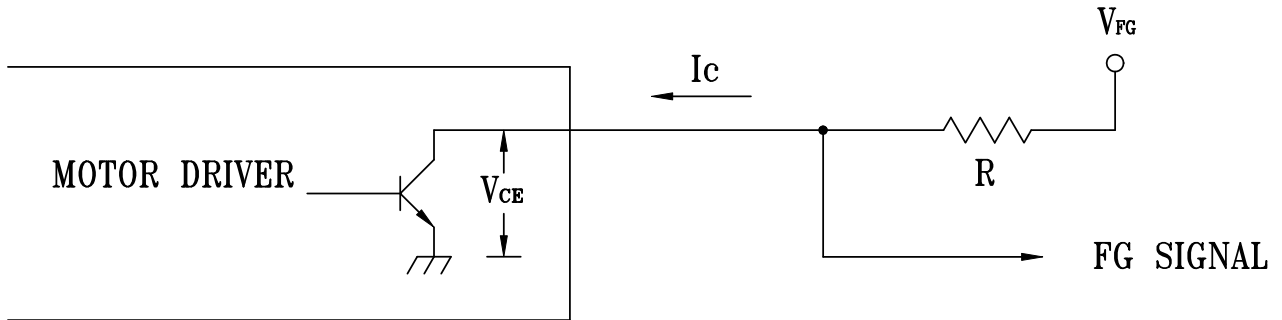 VFG
Ic
MOTOR DRIVER
VCE
R
FG SIGNAL